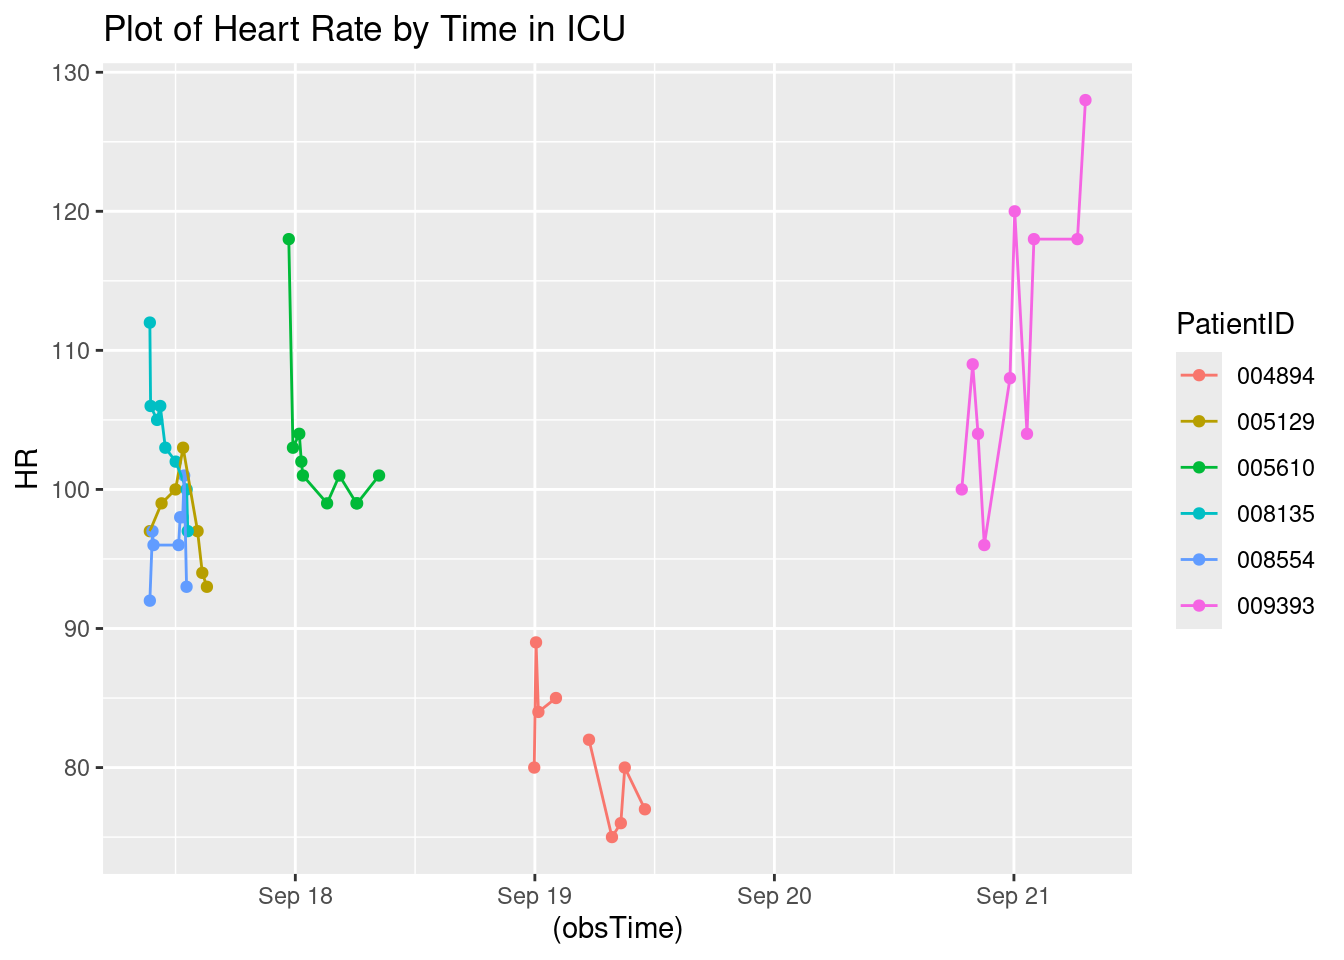 Plot of Heart Rate by Time in ICU
130
120
110
100
90
80
HR
Sep 18
Sep 19
Sep 20
Sep 21
(obsTime)
PatientID
004894
005129
005610
008135
008554
009393